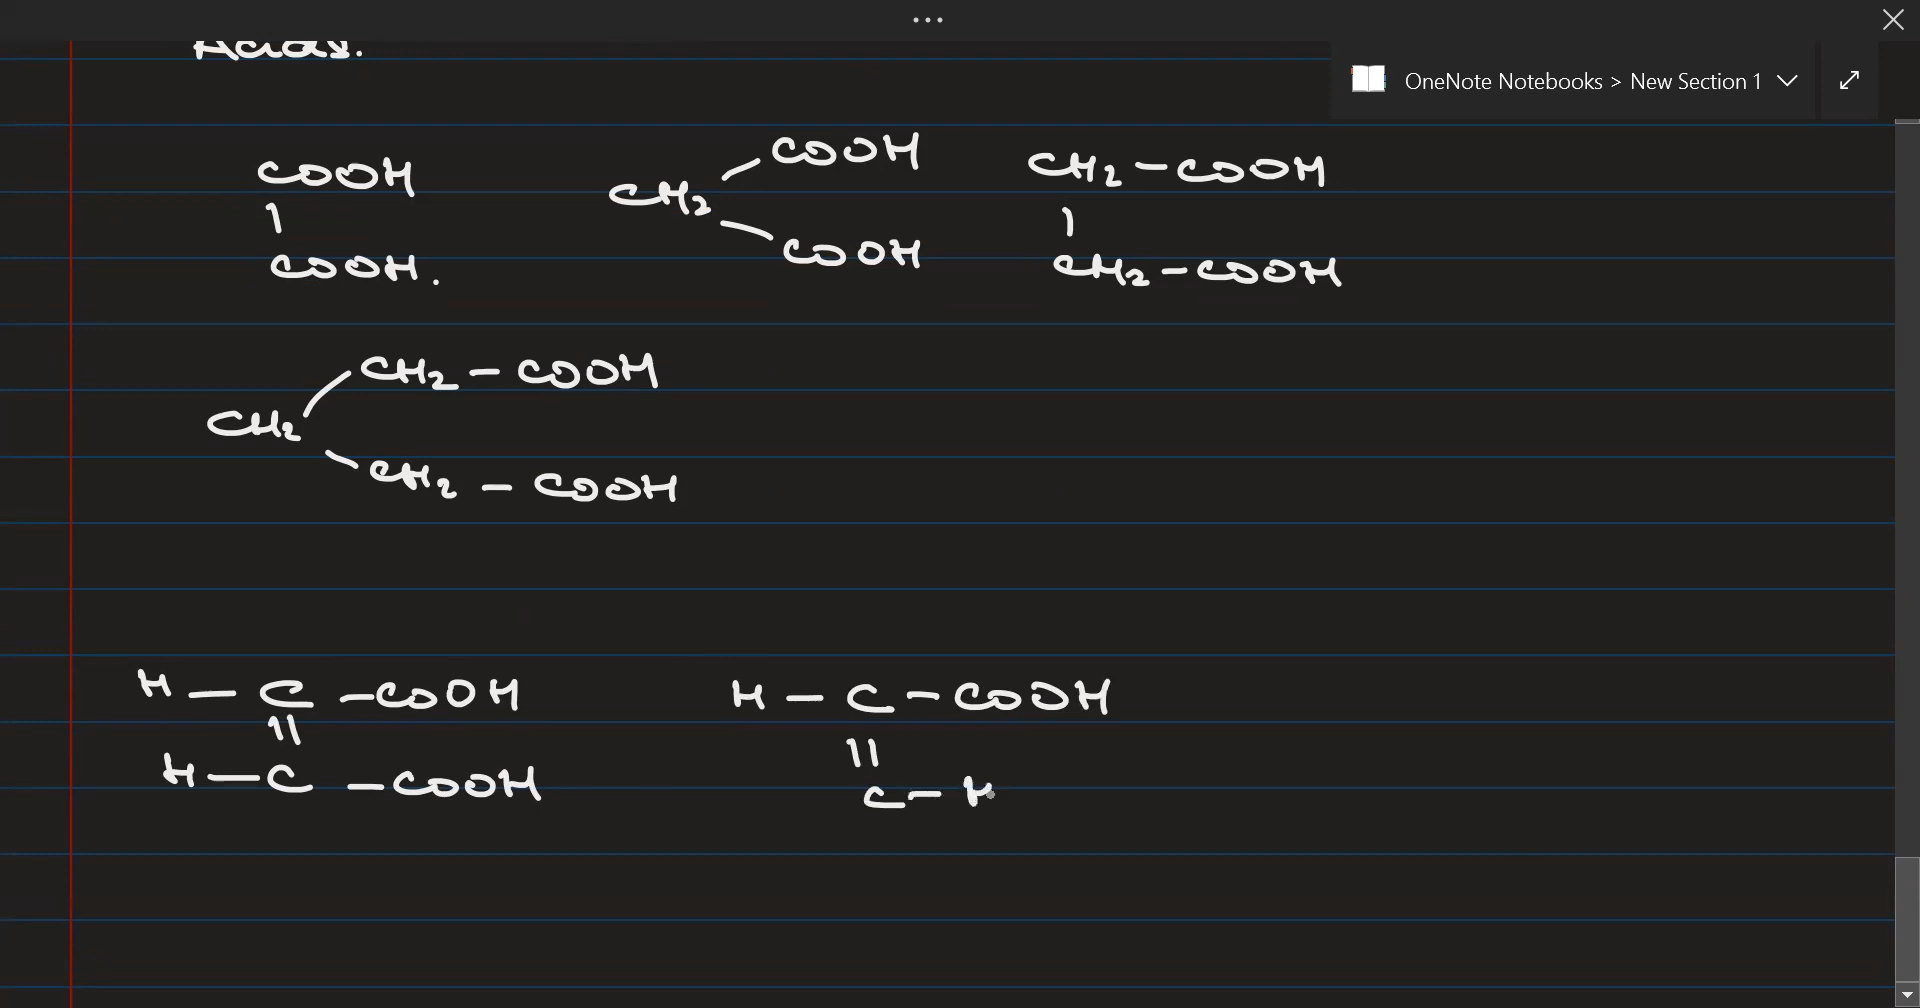 ...
Acids.
OneNote Notebooks > New Section 1
COOH
COOH
CH2 - COOH
CH2
|
|
COOH.
COOH
CH2 - COOH
CH2 - COOH
CH2
CH2 - COOH
H - C - COOH
H - C - COOH
||
||
H - C - COOH
C - H